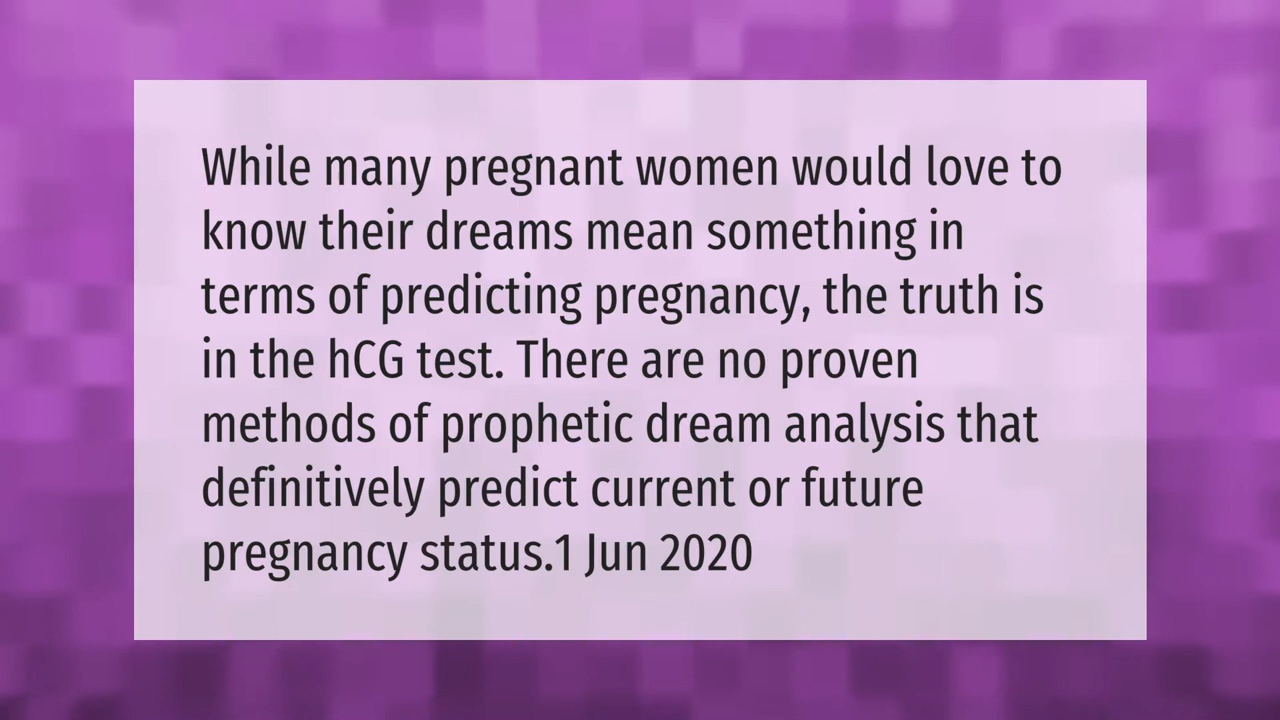 While many pregnant women would love to
know their dreams mean something in
terms of predicting pregnancy, the truth is
in the hCG test. There are no proven
methods of prophetic dream analysis that
definitively predict current or future
pregnancy status.1 Jun 2020